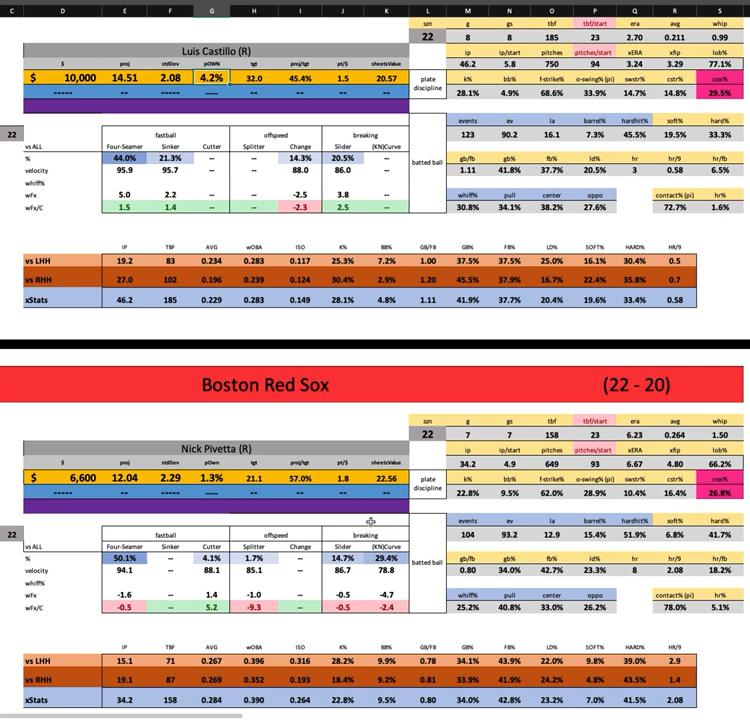 C D E F G H I J L M N O P Q R S
szn g gs tbf tbf/start era avg whip
22 8 8 185 23 2.70 0.211 0.99
Luis Castillo (R) ip ip/start pitches pitches/start xERA xfip lob%
$ proj stdDev pOWN tgt proj/tgt pt/$ sheetsValue 46.2 5.8 750 94 3.24 3.29 77.1%
$ 10,000 14.51 2.08 4.2% 32.0 45.4% 1.5 20.57 plate discipline k% bb% f-strike% o-swing% (pi) swstr% cstr% csw%
----- -- -- ---- -- -- -- -- 28.1% 4.9% 68.6% 33.9% 14.7% 14.8% 29.5%
events ev la barrel% hardhit% soft% hard%
22 fastball offspeed breaking 123 90.2 16.1 7.3% 45.5% 19.5% 33.3%
vs ALL Four-Seamer Sinker Cutter Splitter Change Slider (KN)Curve
% 44.0% 21.3% -- -- 14.3% 20.5% -- batted ball gb/fb gb% fb% ld% hr hr/9 hr/fb
velocity 95.9 95.7 -- -- 88.0 86.0 -- 1.11 41.8% 37.7% 20.5% 3 0.58 6.5%
whiff%
wFx 5.0 2.2 -2.5 3.8 whiff% pull center oppo contact% (pi) hr%
wFx/C 1.5 1.4 -- -- -2.3 2.5 -- 30.8% 34.1% 38.2% 27.6% 72.7% 1.6%
IP TBF AVG wOBA ISO K% BB% GB/FB GB% FB% LD% SOFT% HARD% HR/9
vs LHH 19.2 83 0.234 0.283 0.117 25.3% 7.2% 1.00 37.5% 37.5% 25.0% 16.1% 30.4% 0.5
vs RHH 27.0 102 0.196 0.239 0.124 30.4% 2.9% 1.20 45.5% 37.9% 16.7% 22.4% 35.8% 0.7
xStats 46.2 185 0.229 0.283 0.149 28.1% 4.8% 1.11 41.9% 37.7% 20.4% 19.6% 33.4% 0.58
Boston Red Sox (22 - 20)
szn g gs tbf tbf/start era avg whip
22 7 7 158 23 6.23 0.264 1.50
Nick Pivetta (R) ip ip/start pitches pitches/start xERA xfip lob%
$ proj stdDev pOwn tgt proj/tgt pt/$ sheetsValue 34.2 4.9 649 93 6.67 4.80 66.2%
$ 6,600 12.04 2.29 1.3% 21.1 57.0% 1.8 22.56 plate discipline k% bb% f-strike% o-swing% (pi) swstr% cstr% csw%
----- -- -- ---- -- -- -- -- 22.8% 9.5% 62.0% 28.9% 10.4% 16.4% 26.8%
events ev la barrel% hardhit% soft% hard%
22 fastball offspeed breaking 104 93.2 12.9 15.4% 51.9% 6.8% 41.7%
vs ALL Four-Seamer Sinker Cutter Splitter Change Slider (KN)Curve
% 50.1% -- 4.1% 1.7% -- 14.7% 29.4% batted ball gb/fb gb% fb% ld% hr hr/9 hr/fb
velocity 94.1 -- 88.1 85.1 -- 86.7 78.8 0.80 34.0% 42.7% 23.3% 8 2.08 18.2%
whiff%
wFx -1.6 1.4 -1.0 -0.5 -4.7 whiff% pull center oppo contact% (pi) hr%
wFx/C -0.5 -- 5.2 -9.3 -- -0.5 -2.4 25.2% 40.8% 33.0% 26.2% 78.0% 5.1%
IP TBF AVG wOBA ISO K% BB% GB/FB GB% FB% LD% SOFT% HARD% HR/9
vs LHH 15.1 71 0.267 0.396 0.316 28.2% 9.9% 0.78 34.1% 43.9% 22.0% 9.8% 39.0% 2.9
vs RHH 19.1 87 0.269 0.352 0.193 18.4% 9.2% 0.81 33.9% 41.9% 24.2% 4.8% 43.5% 1.4
xStats 34.2 158 0.284 0.390 0.264 22.8% 9.5% 0.80 34.0% 42.8% 23.2% 7.0% 41.5% 2.08